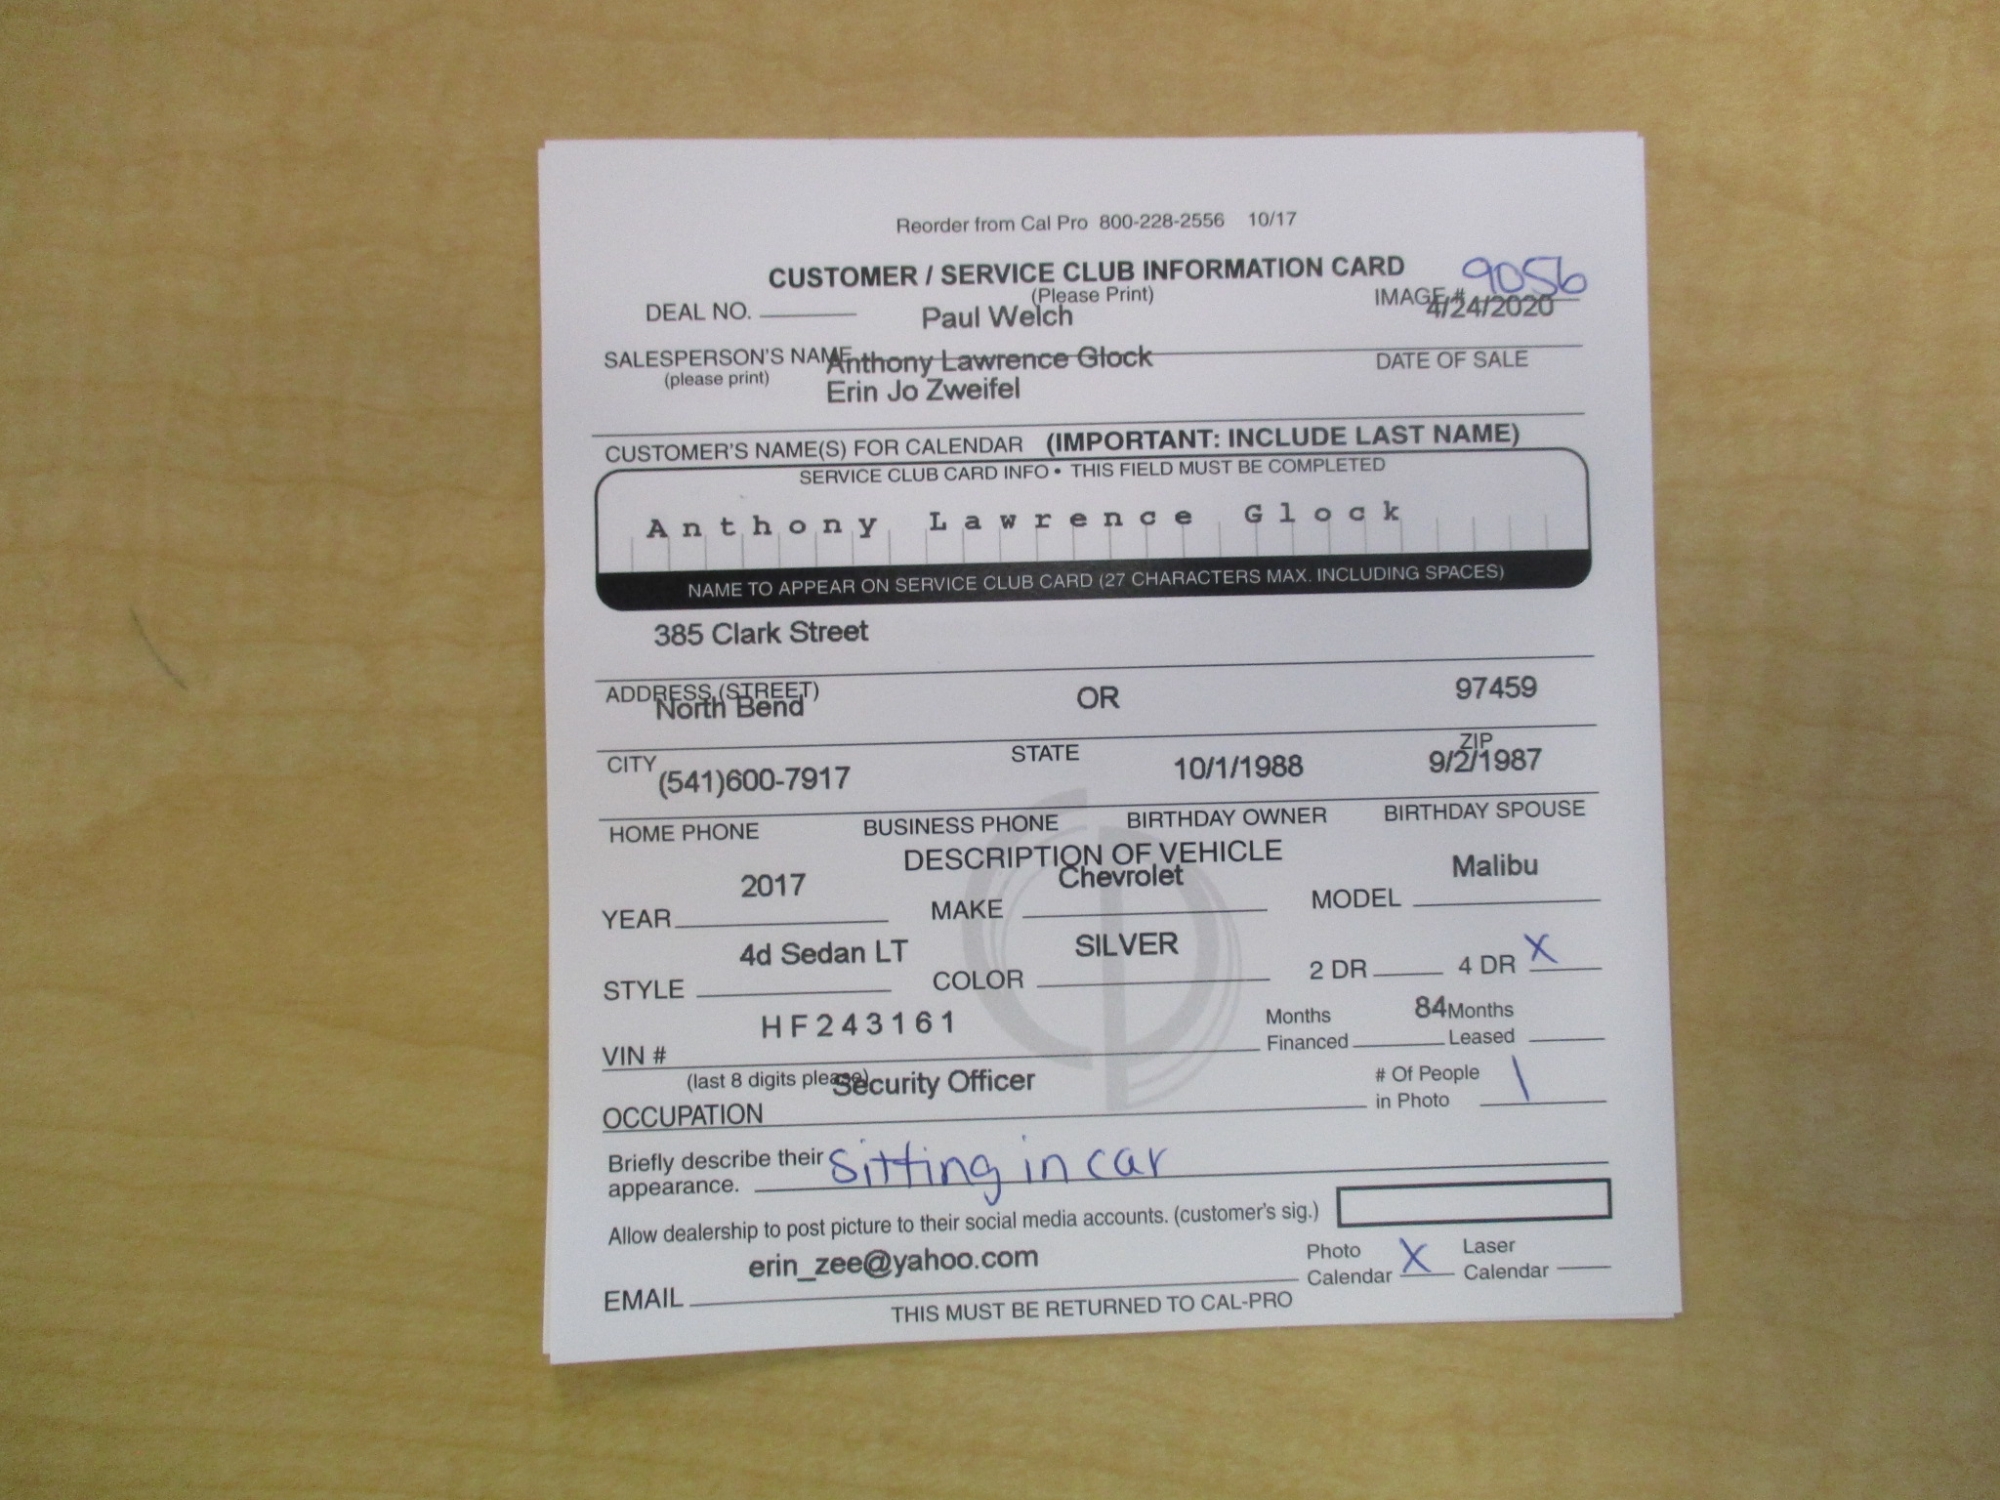 Reorder from Cal Pro 800-228-2556 10/17
CUSTOMER / SERVICE CLUB INFORMATION CARD
(Please Print)
DEAL NO.
IMAGE # 9056
Paul Welch
4/24/2020
SALESPERSON'S NAME
(please print)
DATE OF SALE
Anthony Lawrence Glock
Erin Jo Zweifel
CUSTOMER'S NAME(S) FOR CALENDAR (IMPORTANT: INCLUDE LAST NAME)
SERVICE CLUB CARD INFO • THIS FIELD MUST BE COMPLETED
Anthony Lawrence Glock
NAME TO APPEAR ON SERVICE CLUB CARD (27 CHARACTERS MAX. INCLUDING SPACES)
385 Clark Street
ADDRESS (STREET)
North Bend OR 97459
CITY STATE ZIP
(541)600-7917 10/1/1988 9/2/1987
HOME PHONE BUSINESS PHONE BIRTHDAY OWNER BIRTHDAY SPOUSE
DESCRIPTION OF VEHICLE
2017 Chevrolet Malibu
YEAR MAKE MODEL
4d Sedan LT SILVER X
STYLE COLOR 2 DR 4 DR
HF243161 84
VIN # Months Financed Months Leased
(last 8 digits please)
Security Officer
OCCUPATION # Of People in Photo 1
Briefly describe their appearance. Sitting in car
Allow dealership to post picture to their social media accounts. (customer's sig.)
erin_zee@yahoo.com
EMAIL Photo Calendar X Laser Calendar
THIS MUST BE RETURNED TO CAL-PRO